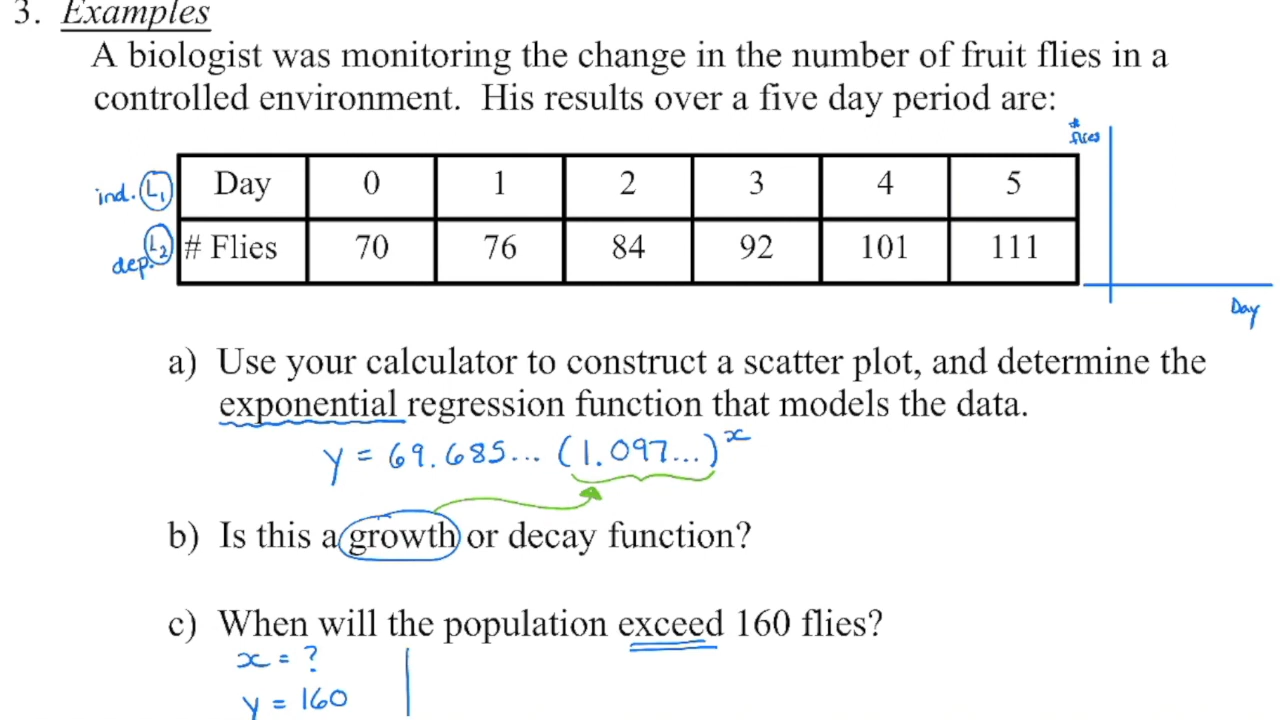 3. Examples
A biologist was monitoring the change in the number of fruit flies in a
controlled environment. His results over a five day period are:
# flies
ind. L1 Day 0 1 2 3 4 5
dep. L2 # Flies 70 76 84 92 101 111
Day
a) Use your calculator to construct a scatter plot, and determine the
exponential regression function that models the data.
y = 69.685... (1.097...)^x
b) Is this a growth or decay function?
c) When will the population exceed 160 flies?
x = ?
y = 160